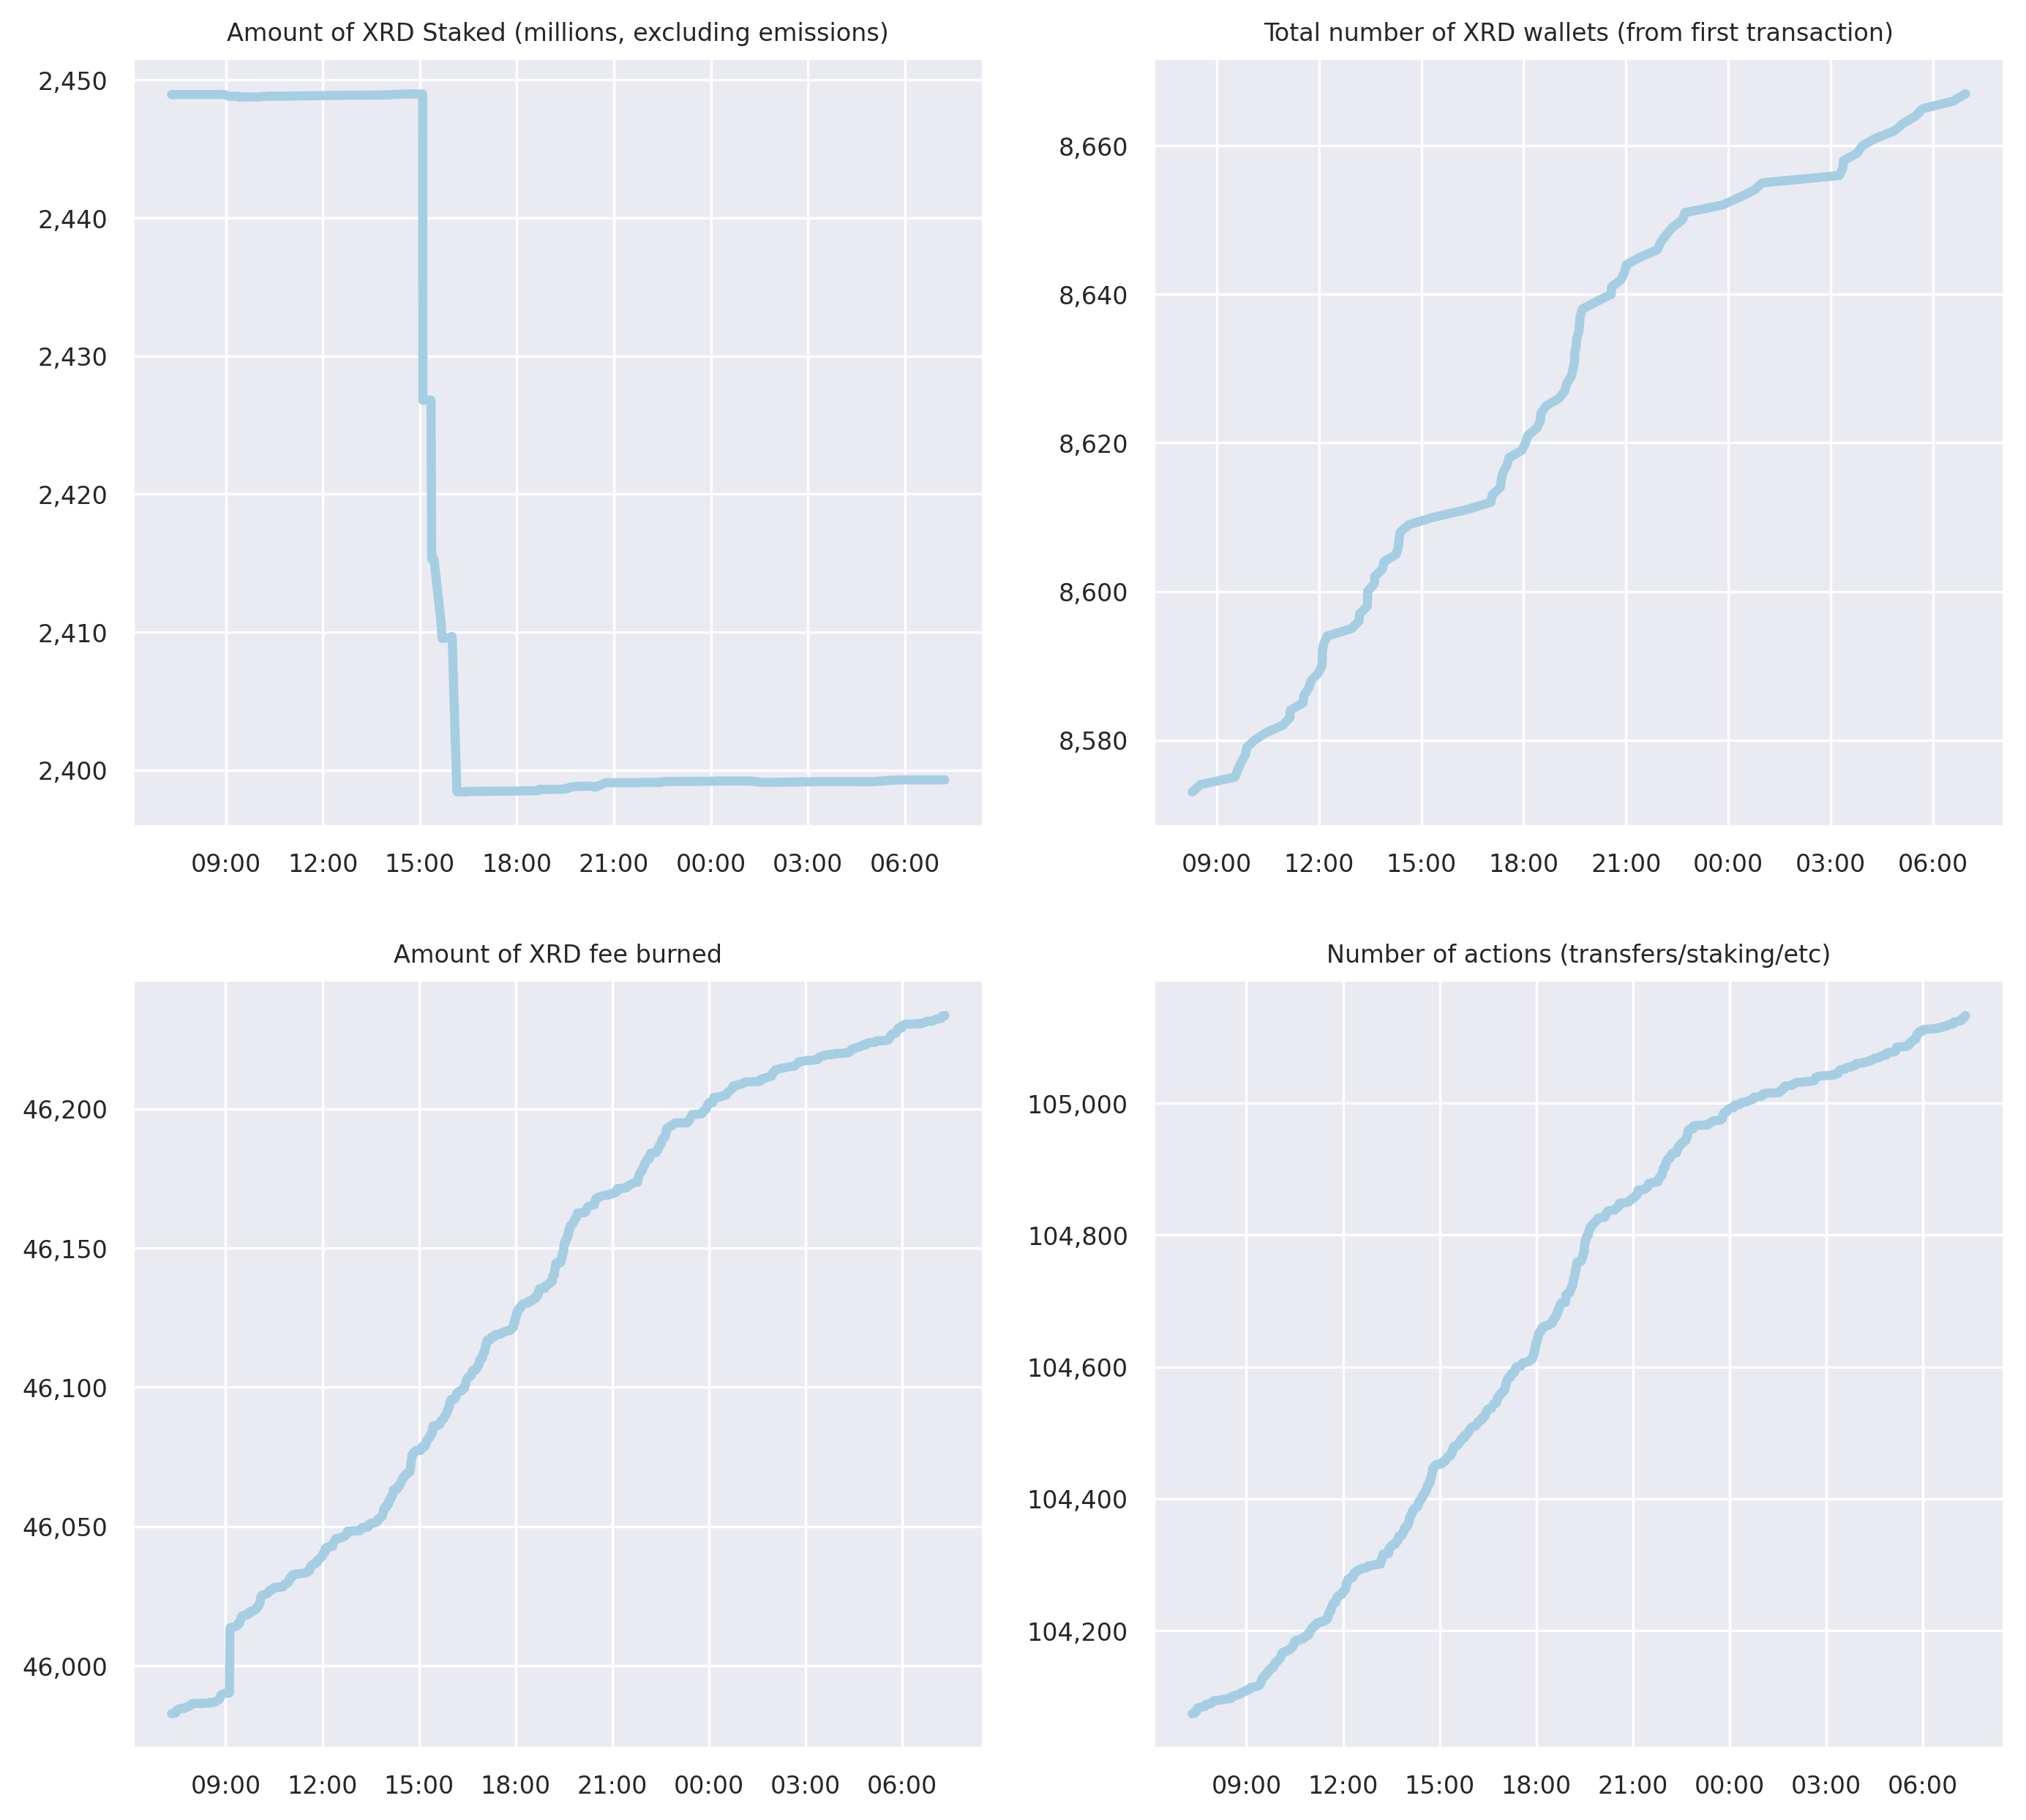 Amount of XRD Staked (millions, excluding emissions)
2,450
2,440
2,430
2,420
2,410
2,400
09:00 12:00 15:00 18:00 21:00 00:00 03:00 06:00
Total number of XRD wallets (from first transaction)
8,660
8,640
8,620
8,600
8,580
09:00 12:00 15:00 18:00 21:00 00:00 03:00 06:00
Amount of XRD fee burned
46,200
46,150
46,100
46,050
46,000
09:00 12:00 15:00 18:00 21:00 00:00 03:00 06:00
Number of actions (transfers/staking/etc)
105,000
104,800
104,600
104,400
104,200
09:00 12:00 15:00 18:00 21:00 00:00 03:00 06:00